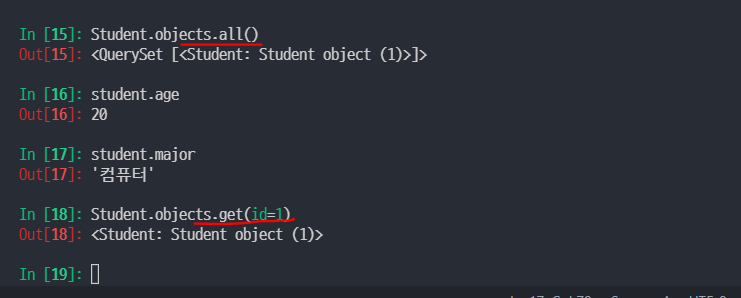 In [15]: Student.objects.all()
Out[15]: <QuerySet [<Student: Student object (1)>]>
In [16]: student.age
Out[16]: 20
In [17]: student.major
Out[17]: '컴퓨터'
In [18]: Student.objects.get(id=1)
Out[18]: <Student: Student object (1)>
In [19]: